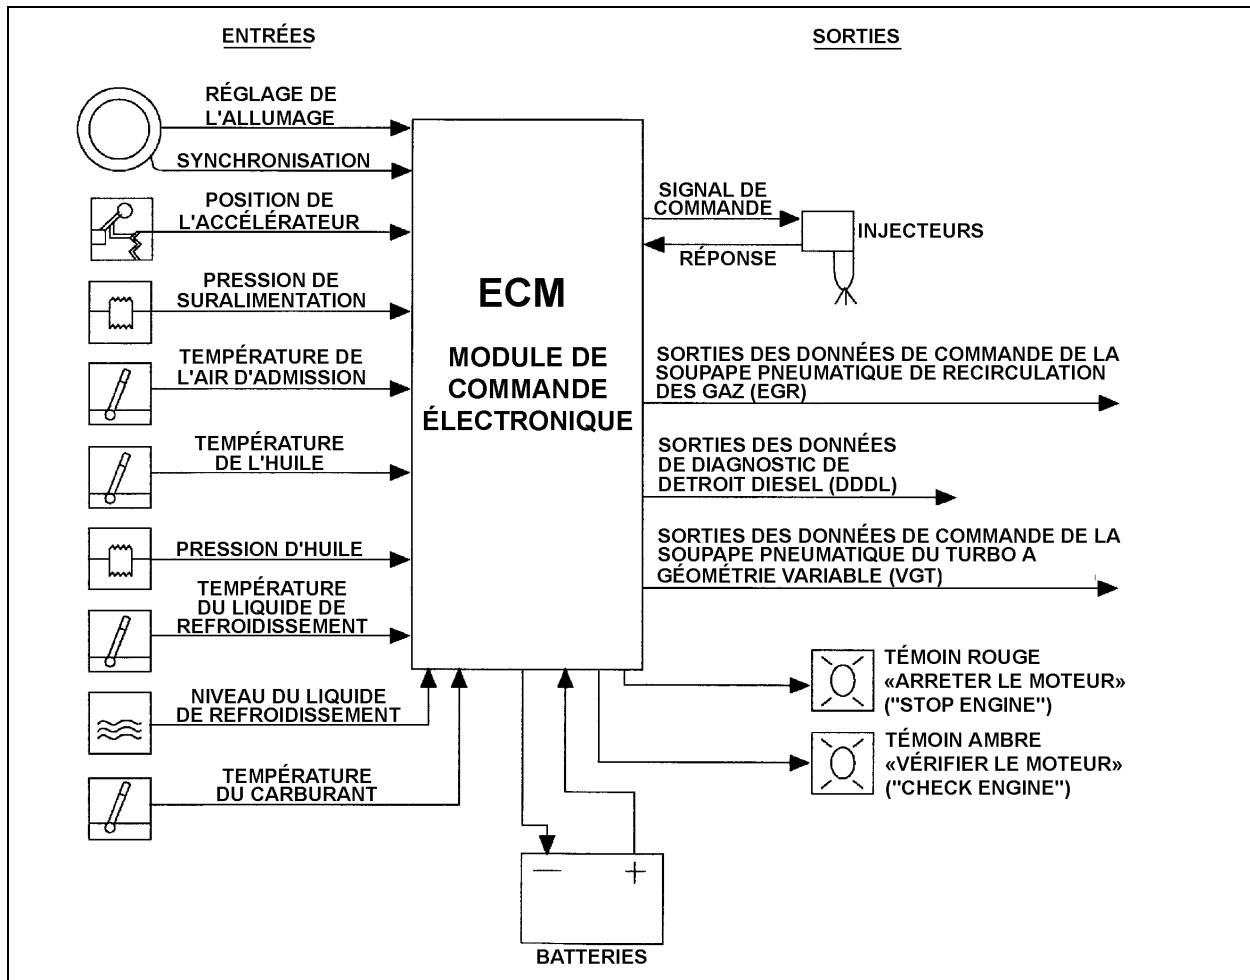 ENTRÉES
SORTIES
RÉGLAGE DE
L'ALLUMAGE
SYNCHRONISATION
POSITION DE
L'ACCÉLÉRATEUR
PRESSION DE
SURALIMENTATION
TEMPÉRATURE DE
L'AIR D'ADMISSION
TEMPÉRATURE
DE L'HUILE
PRESSION D'HUILE
TEMPÉRATURE
DU LIQUIDE DE
REFROIDISSEMENT
NIVEAU DU LIQUIDE
DE REFROIDISSEMENT
TEMPÉRATURE
DU CARBURANT
ECM
MODULE DE
COMMANDE
ÉLECTRONIQUE
SIGNAL DE
COMMANDE
RÉPONSE
INJECTEURS
SORTIES DES DONNÉES DE COMMANDE DE LA
SOUPAPE PNEUMATIQUE DE RECIRCULATION
DES GAZ (EGR)
SORTIES DES DONNÉES
DE DIAGNOSTIC DE
DETROIT DIESEL (DDDL)
SORTIES DES DONNÉES DE COMMANDE DE LA
SOUPAPE PNEUMATIQUE DU TURBO A
GÉOMÉTRIE VARIABLE (VGT)
TÉMOIN ROUGE
«ARRETER LE MOTEUR»
("STOP ENGINE")
TÉMOIN AMBRE
«VÉRIFIER LE MOTEUR»
("CHECK ENGINE")
— +
BATTERIES